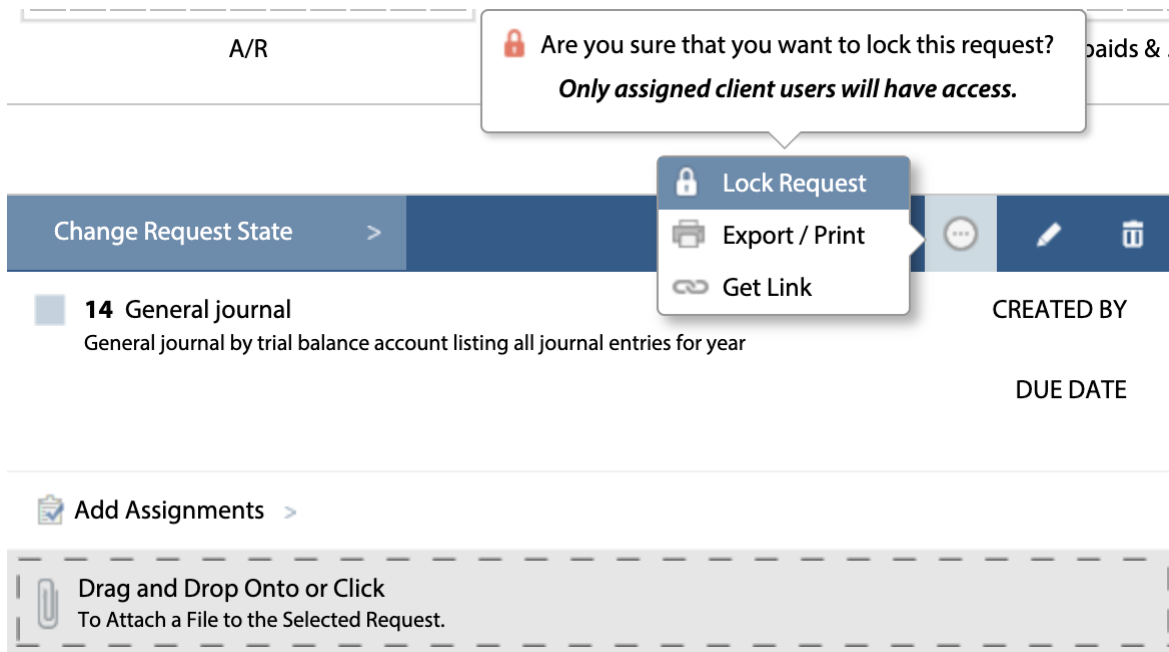 A/R
Are you sure that you want to lock this request?
Only assigned client users will have access.
&
Lock Request
Change Request State >
Export / Print
Get Link
14 General journal
CREATED BY
General journal by trial balance account listing all journal entries for year
DUE DATE
Add Assignments >
Drag and Drop Onto or Click
To Attach a File to the Selected Request.